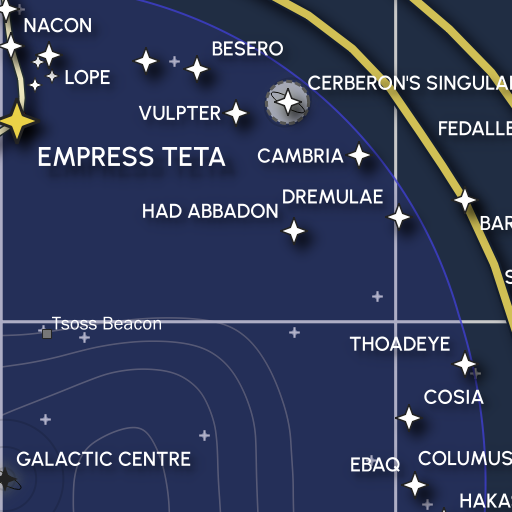 NACON
BESERO
LOPE
CERBERON'S SINGULA
VULPTER
FEDALLE
EMPRESS TETA
CAMBRIA
DREMULAE
HAD ABBADON
BAR
S
Tsoss Beacon
THOADEYE
COSIA
GALACTIC CENTRE
EBAQ
COLUMUS
HAKA